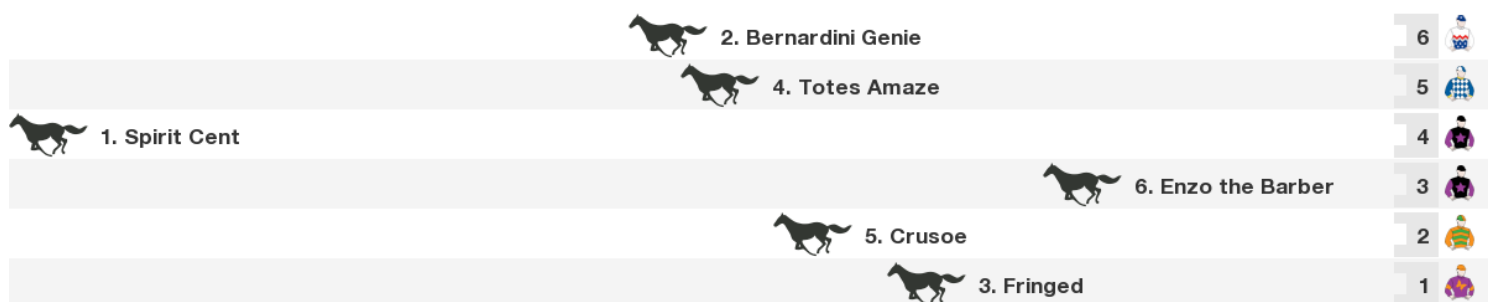 2. Bernardini Genie 6
4. Totes Amaze 5
1. Spirit Cent 4
6. Enzo the Barber 3
5. Crusoe 2
3. Fringed 1